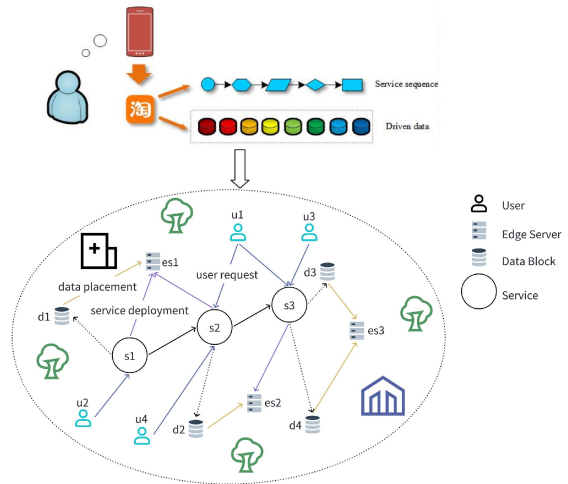 淘
Service sequence
Driven data
u1
u3
User
Edge Server
Data Block
Service
es1
user request
d3
data placement
service deployment
d1
s1
s2
s3
es3
u2
u4
d2
es2
d4